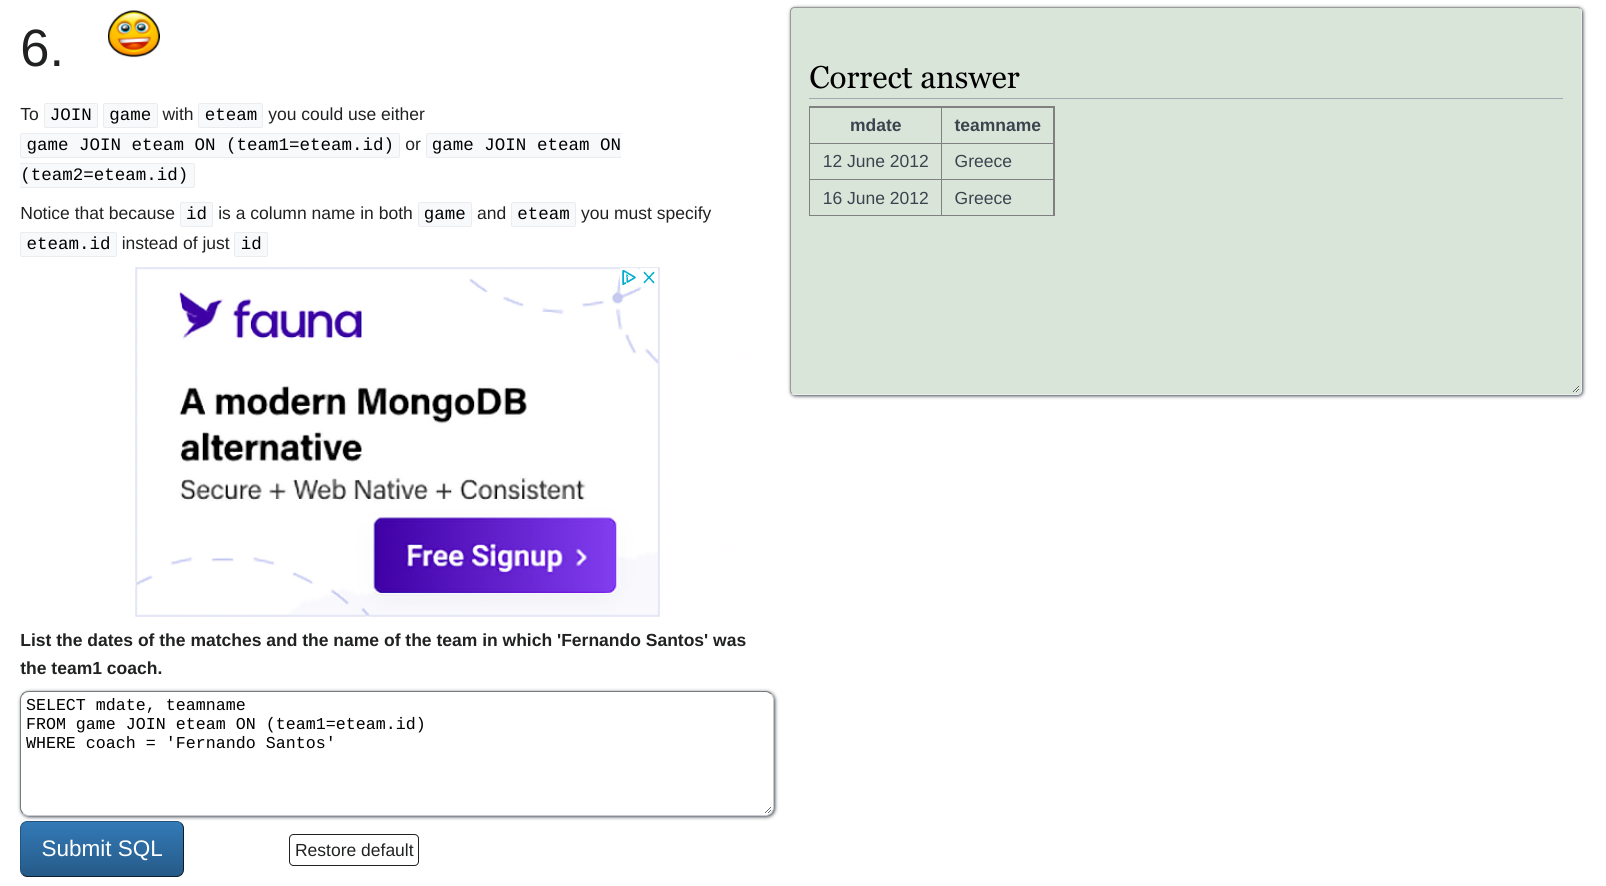 6.
To JOIN game with eteam you could use either
game JOIN eteam ON (team1=eteam.id) or game JOIN eteam ON
(team2=eteam.id)
Notice that because id is a column name in both game and eteam you must specify
eteam.id instead of just id
fauna
A modern MongoDB
alternative
Secure + Web Native + Consistent
Free Signup >
List the dates of the matches and the name of the team in which 'Fernando Santos' was
the team1 coach.
SELECT mdate, teamname
FROM game JOIN eteam ON (team1=eteam.id)
WHERE coach = 'Fernando Santos'
Submit SQL
Restore default
Correct answer
mdate teamname
12 June 2012 Greece
16 June 2012 Greece